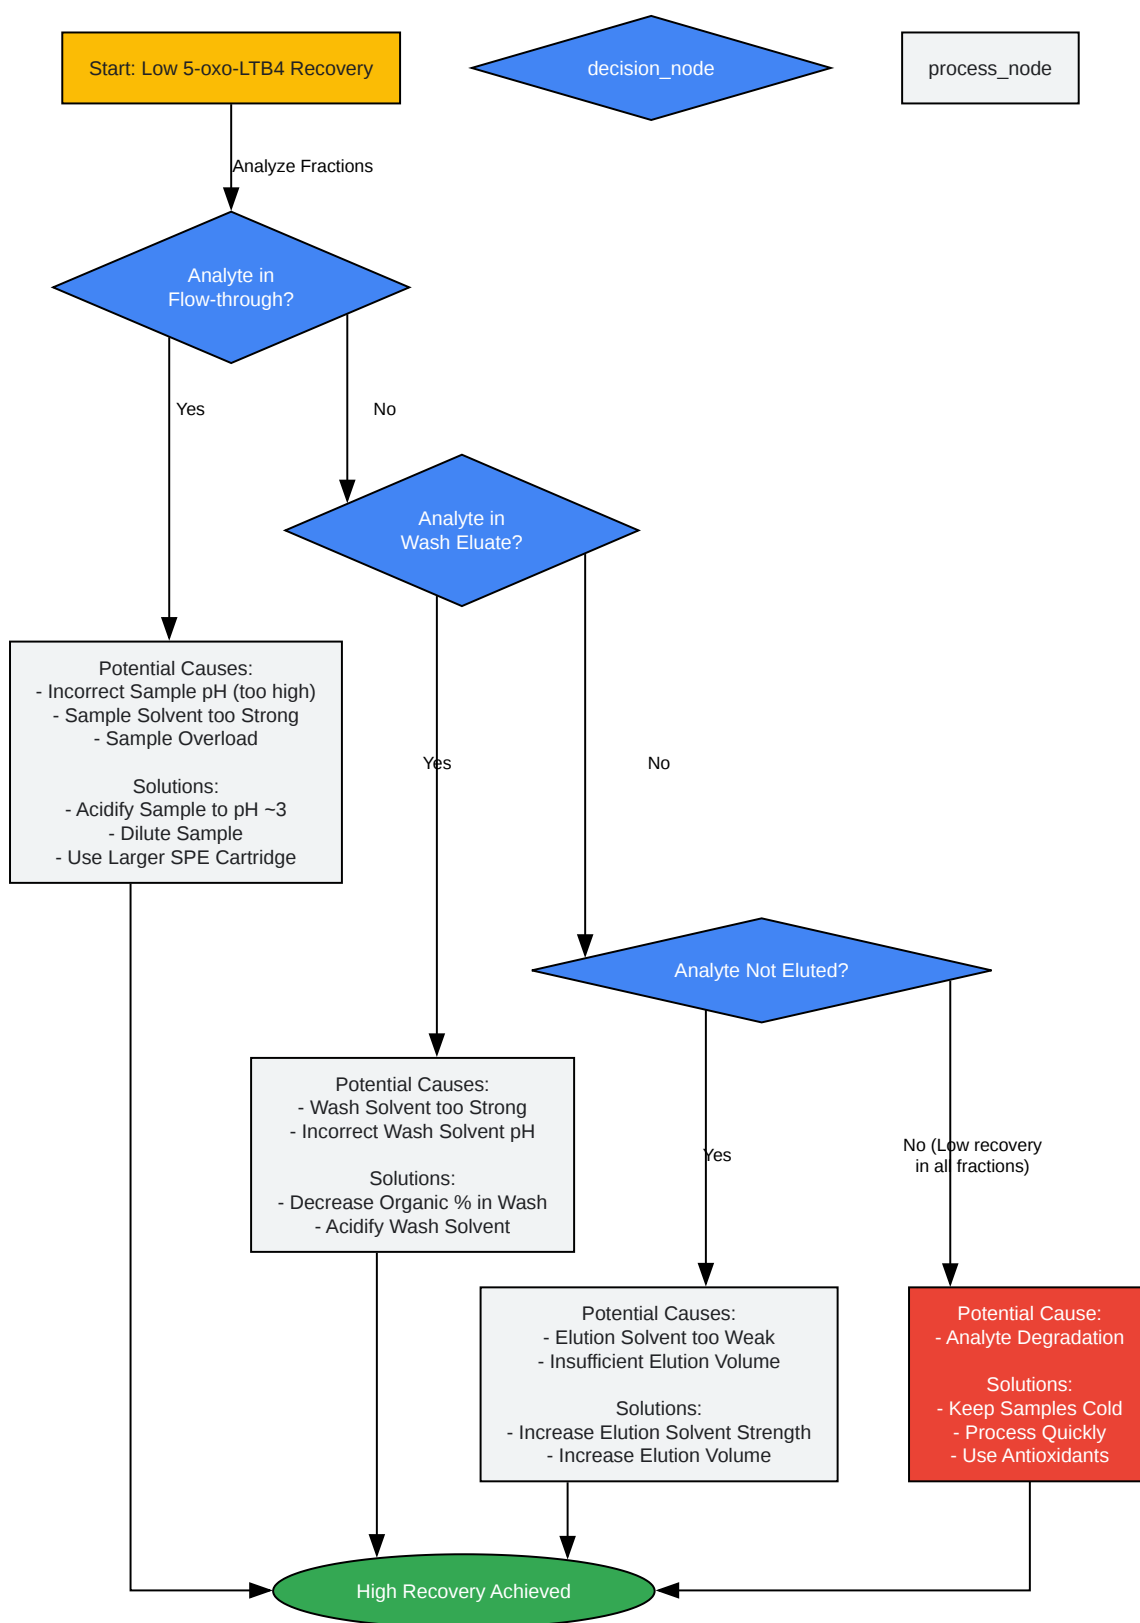 Start: Low 5-oxo-LTB4 Recovery
decision_node
process_node
Analyze Fractions
Analyte in
Flow-through?
Yes
No
Analyte in
Wash Eluate?
Potential Causes:
- Incorrect Sample pH (too high)
- Sample Solvent too Strong
- Sample Overload
Solutions:
- Acidify Sample to pH ~3
- Dilute Sample
- Use Larger SPE Cartridge
Yes
No
Analyte Not Eluted?
Potential Causes:
- Wash Solvent too Strong
- Incorrect Wash Solvent pH
Solutions:
- Decrease Organic % in Wash
- Acidify Wash Solvent
Yes
No (Low recovery
in all fractions)
Potential Causes:
- Elution Solvent too Weak
- Insufficient Elution Volume
Solutions:
- Increase Elution Solvent Strength
- Increase Elution Volume
Potential Cause:
- Analyte Degradation
Solutions:
- Keep Samples Cold
- Process Quickly
- Use Antioxidants
High Recovery Achieved